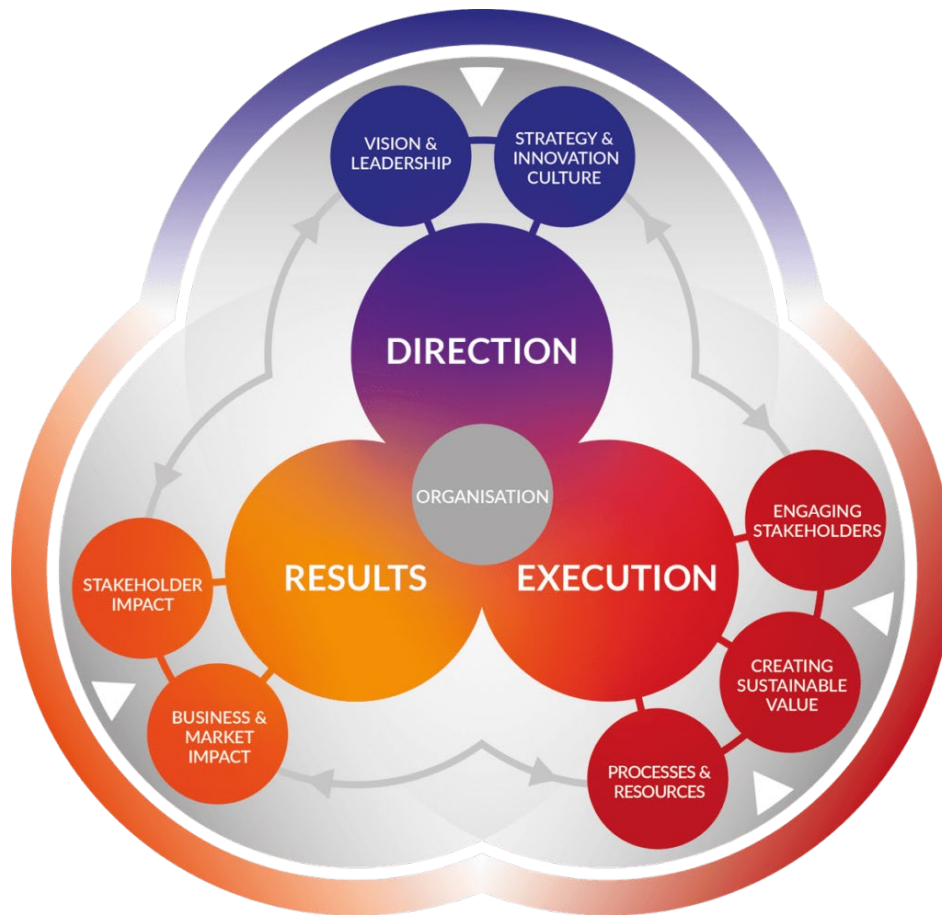 VISION &
LEADERSHIP
STRATEGY &
INNOVATION
CULTURE
DIRECTION
ORGANISATION
RESULTS
EXECUTION
ENGAGING
STAKEHOLDERS
STAKEHOLDER
IMPACT
CREATING
SUSTAINABLE
VALUE
BUSINESS &
MARKET
IMPACT
PROCESSES &
RESOURCES